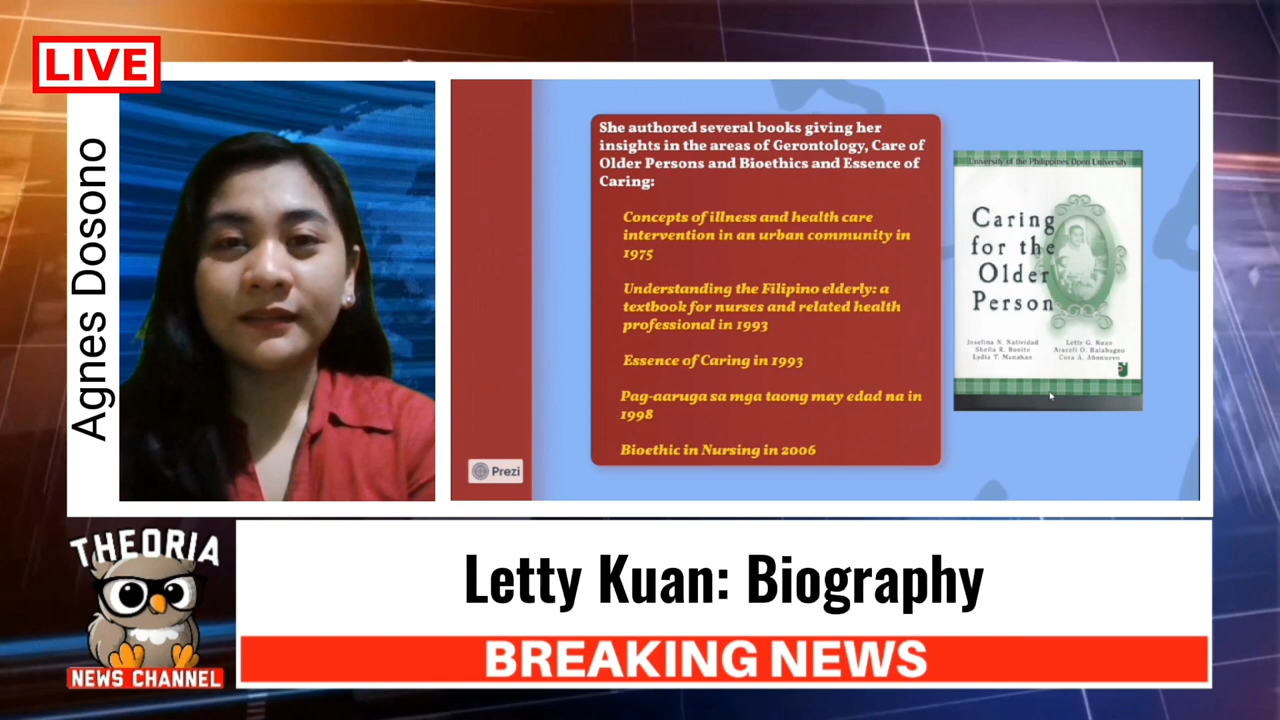 LIVE
Agnes Dosono
She authored several books giving her
insights in the areas of Gerontology, Care of
Older Persons and Bioethics and Essence of
Caring:
Concepts of illness and health care
intervention in an urban community in
1975
Understanding the Filipino elderly: a
textbook for nurses and related health
professional in 1993
Essence of Caring in 1993
Pag-aaruga sa mga taong may edad na in
1998
Bioethic in Nursing in 2006
Prezi
University of the Philippines Open University
Caring
for the
Older
Person
Josefina N. Natividad
Sheila R. Bonito
Lydia T. Manahan
Letty G. Kuan
Araceli O. Balabagno
Cora A. Añonuevo
THEORIA
NEWS CHANNEL
Letty Kuan: Biography
BREAKING NEWS